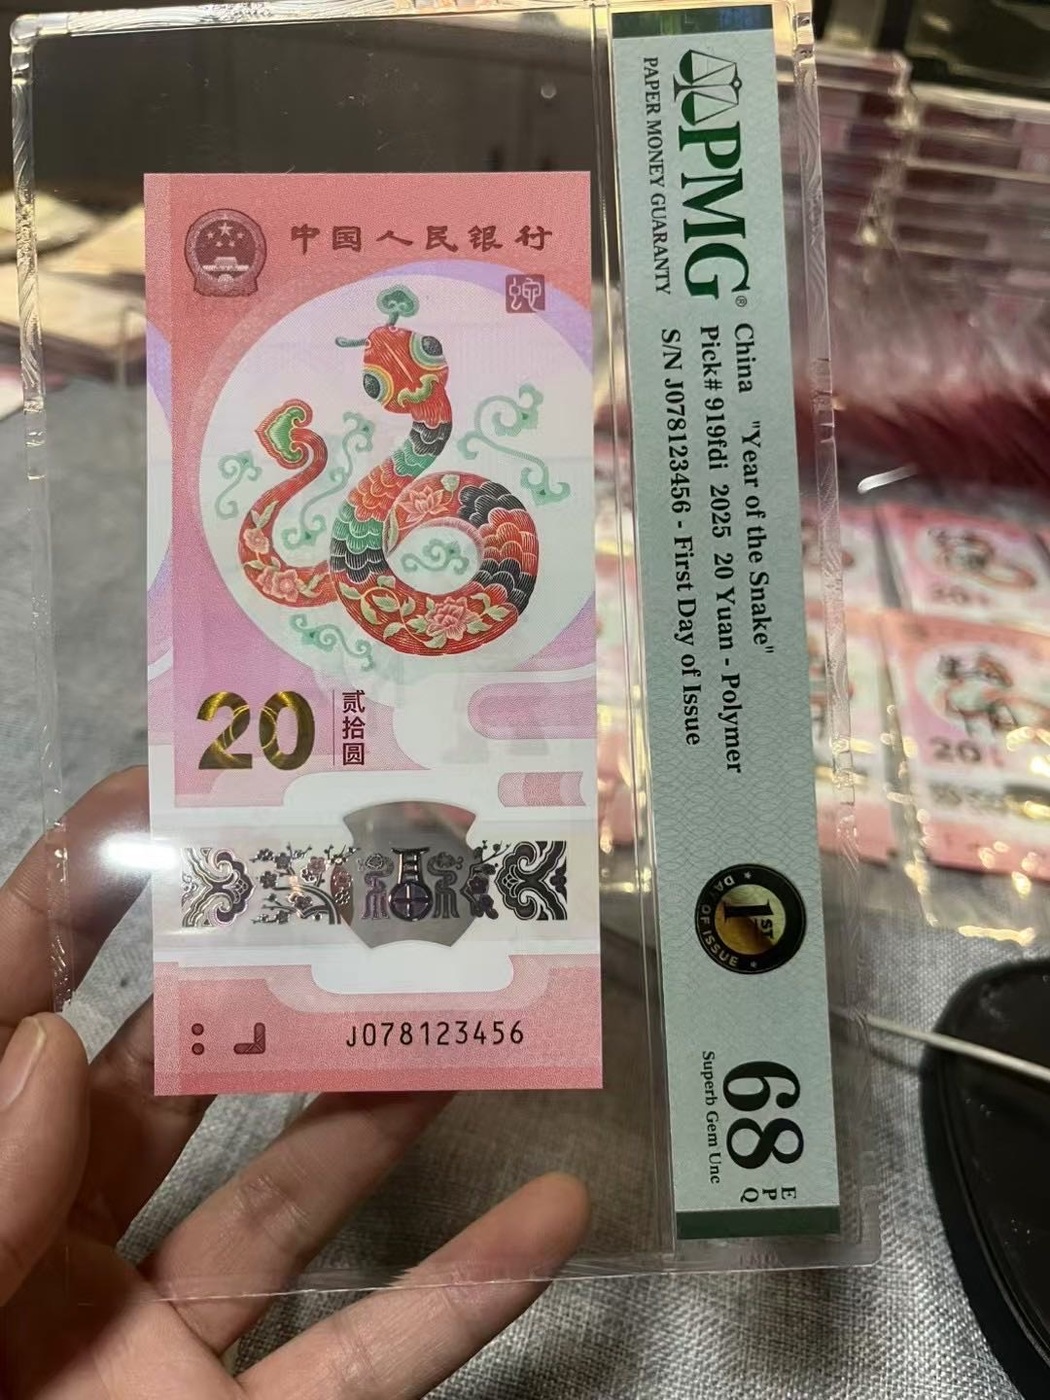 中国人民银行
蛇
20
贰拾圆
J078123456
PMG®
PAPER MONEY GUARANTY
China "Year of the Snake"
Pick# 919fdi 2025 20 Yuan - Polymer
S/N J078123456 - First Day of Issue
1ST
DAY OF ISSUE
68 EPQ
Superb Gem Unc
20
20